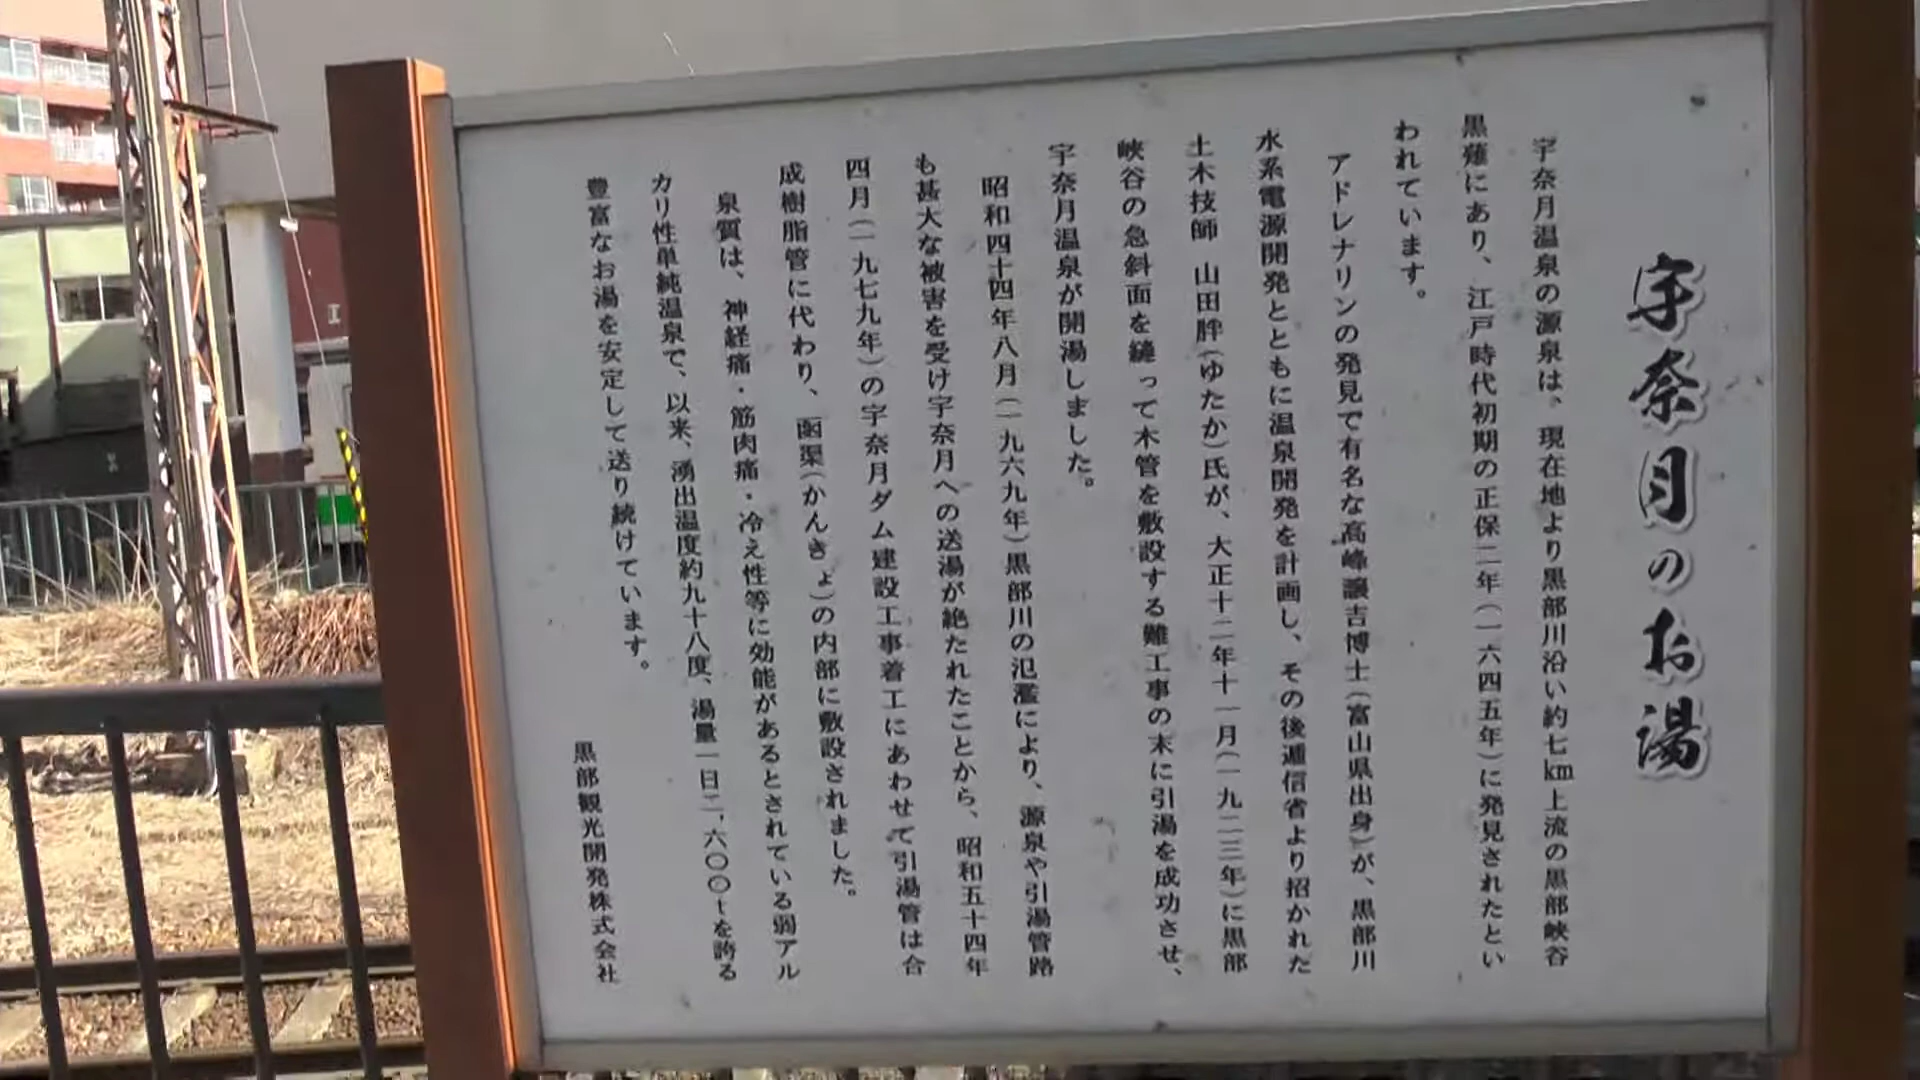 宇奈月のお湯
宇奈月温泉の源泉は、現在地より黒部川沿い約七㎞上流の黒部峡谷
黒薙にあり、江戸時代初期の正保二年(一六四五年)に発見されたとい
われています。
アドレナリンの発見で有名な高峰譲吉博士(富山県出身)が、黒部川
水系電源開発とともに温泉開発を計画し、その後逓信省より招かれた
土木技師 山田胖(ゆたか)氏が、大正十二年十一月(一九二三年)に黒部
峡谷の急斜面を縫って木管を敷設する難工事の末に引湯を成功させ、
宇奈月温泉が開湯しました。
昭和四十四年八月(一九六九年)黒部川の氾濫により、源泉や引湯管路
も甚大な被害を受け宇奈月への送湯が絶たれたことから、昭和五十四年
四月(一九七九年)の宇奈月ダム建設工事着工にあわせて引湯管は合
成樹脂管に代わり、函渠(かんきょ)の内部に敷設されました。
泉質は、神経痛・筋肉痛・冷え性等に効能があるとされている弱アル
カリ性単純温泉で、以来、湧出温度約九十八度、湯量一日二,六〇〇tを誇る
豊富なお湯を安定して送り続けています。
黒部観光開発株式会社